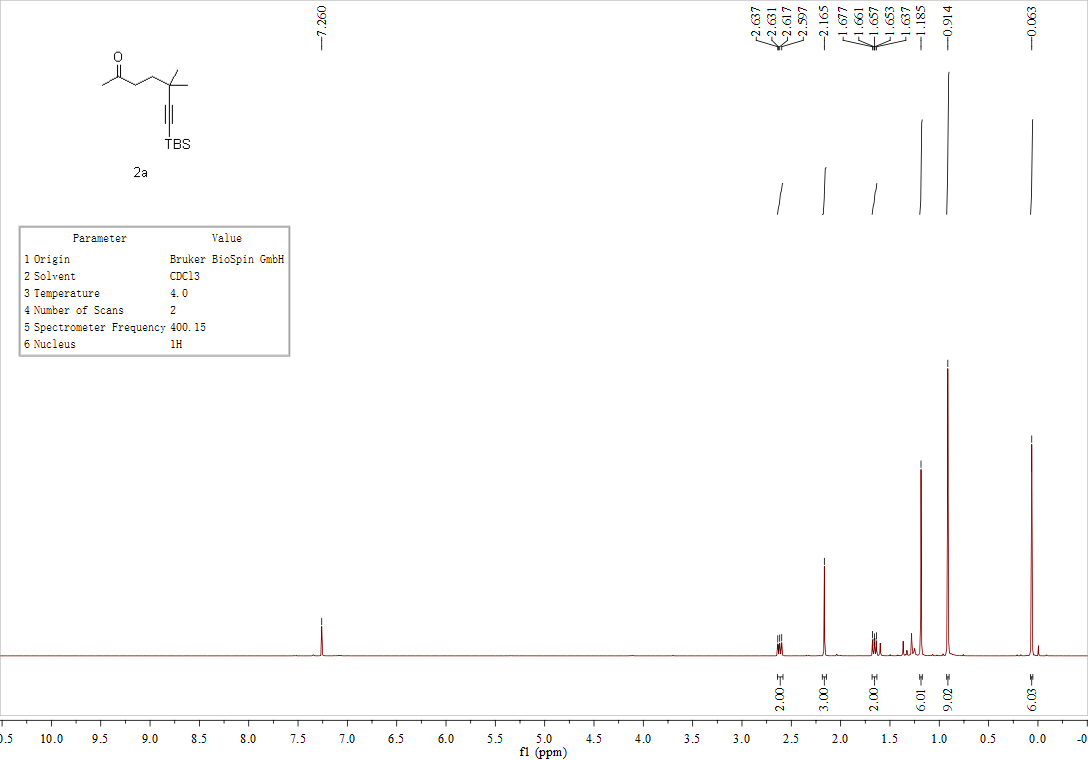 7.260
2.637
2.631
2.617
2.597
2.165
1.677
1.661
1.657
1.653
1.637
1.185
0.914
0.063
O
TBS
2a
Parameter Value
1 Origin Bruker BioSpin GmbH
2 Solvent CDCl3
3 Temperature 4.0
4 Number of Scans 2
5 Spectrometer Frequency 400.15
6 Nucleus 1H
2.00
3.00
2.00
6.01
9.02
6.03
0.5 10.0 9.5 9.0 8.5 8.0 7.5 7.0 6.5 6.0 5.5 5.0 4.5 4.0 3.5 3.0 2.5 2.0 1.5 1.0 0.5 0.0 -0
f1 (ppm)